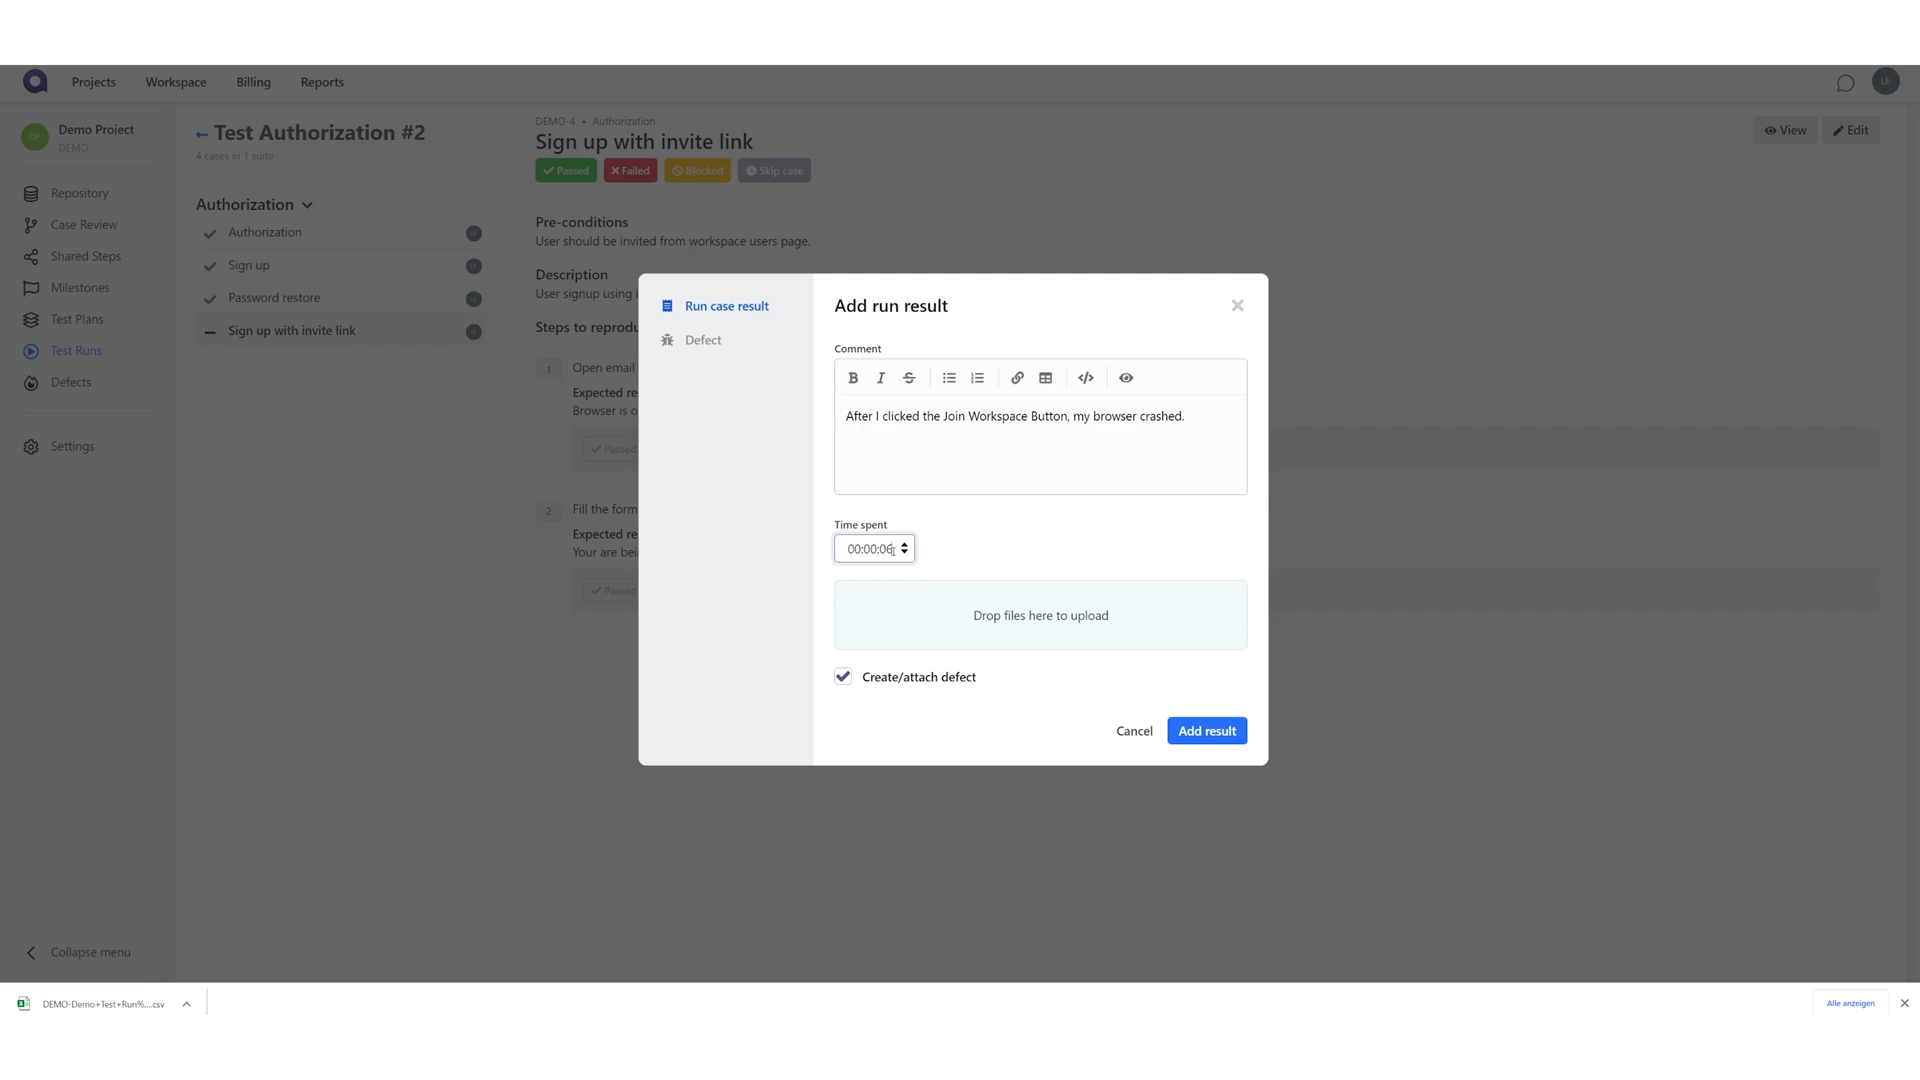 Projects
Workspace
Billing
Reports
LE
DP
Demo Project
DEMO
Repository
Case Review
Shared Steps
Milestones
Test Plans
Test Runs
Defects
Settings
Collapse menu
Test Authorization #2
4 cases in 1 suite
Authorization
Authorization
Sign up
Password restore
Sign up with invite link
DEMO-4 • Authorization
Sign up with invite link
Passed
Failed
Blocked
Skip case
View
Edit
Pre-conditions
User should be invited from workspace users page.
Description
User signup using i
Steps to reprodu
1
Open email
Expected re
Browser is o
Passed
2
Fill the form
Expected re
Your are bei
Passed
Run case result
Defect
Add run result
Comment
After I clicked the Join Workspace Button, my browser crashed.
Time spent
00:00:06
Drop files here to upload
Create/attach defect
Cancel
Add result
DEMO-Demo+Test+Run%....csv
Alle anzeigen